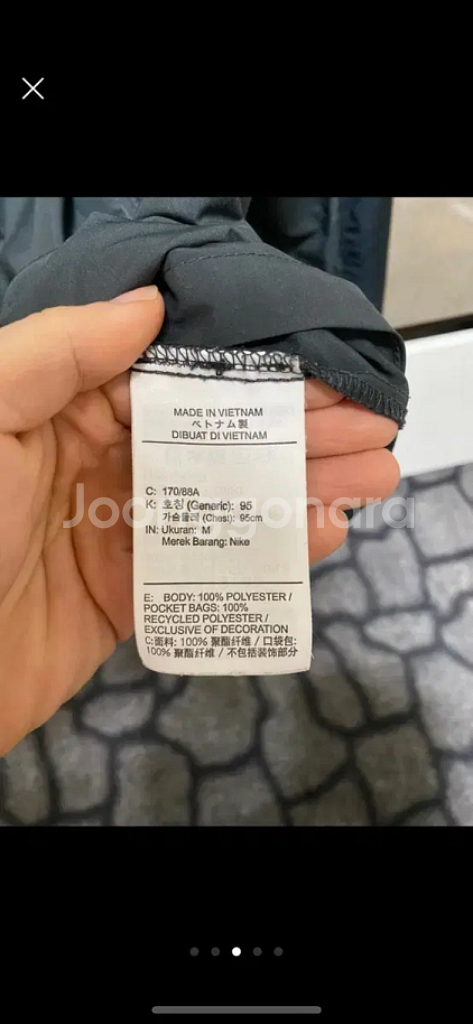 MADE IN VIETNAM
ベトナム製
DIBUAT DI VIETNAM
C: 170/88A
K: 호칭 (Generic): 95
가슴둘레 (Chest): 95cm
IN: Ukuran: M
Merek Barang: Nike
Joongonara
E: BODY: 100% POLYESTER /
POCKET BAGS: 100%
RECYCLED POLYESTER /
EXCLUSIVE OF DECORATION
C:面料: 100% 聚酯纤维 / 口袋包:
100% 聚酯纤维 / 不包括装饰部分